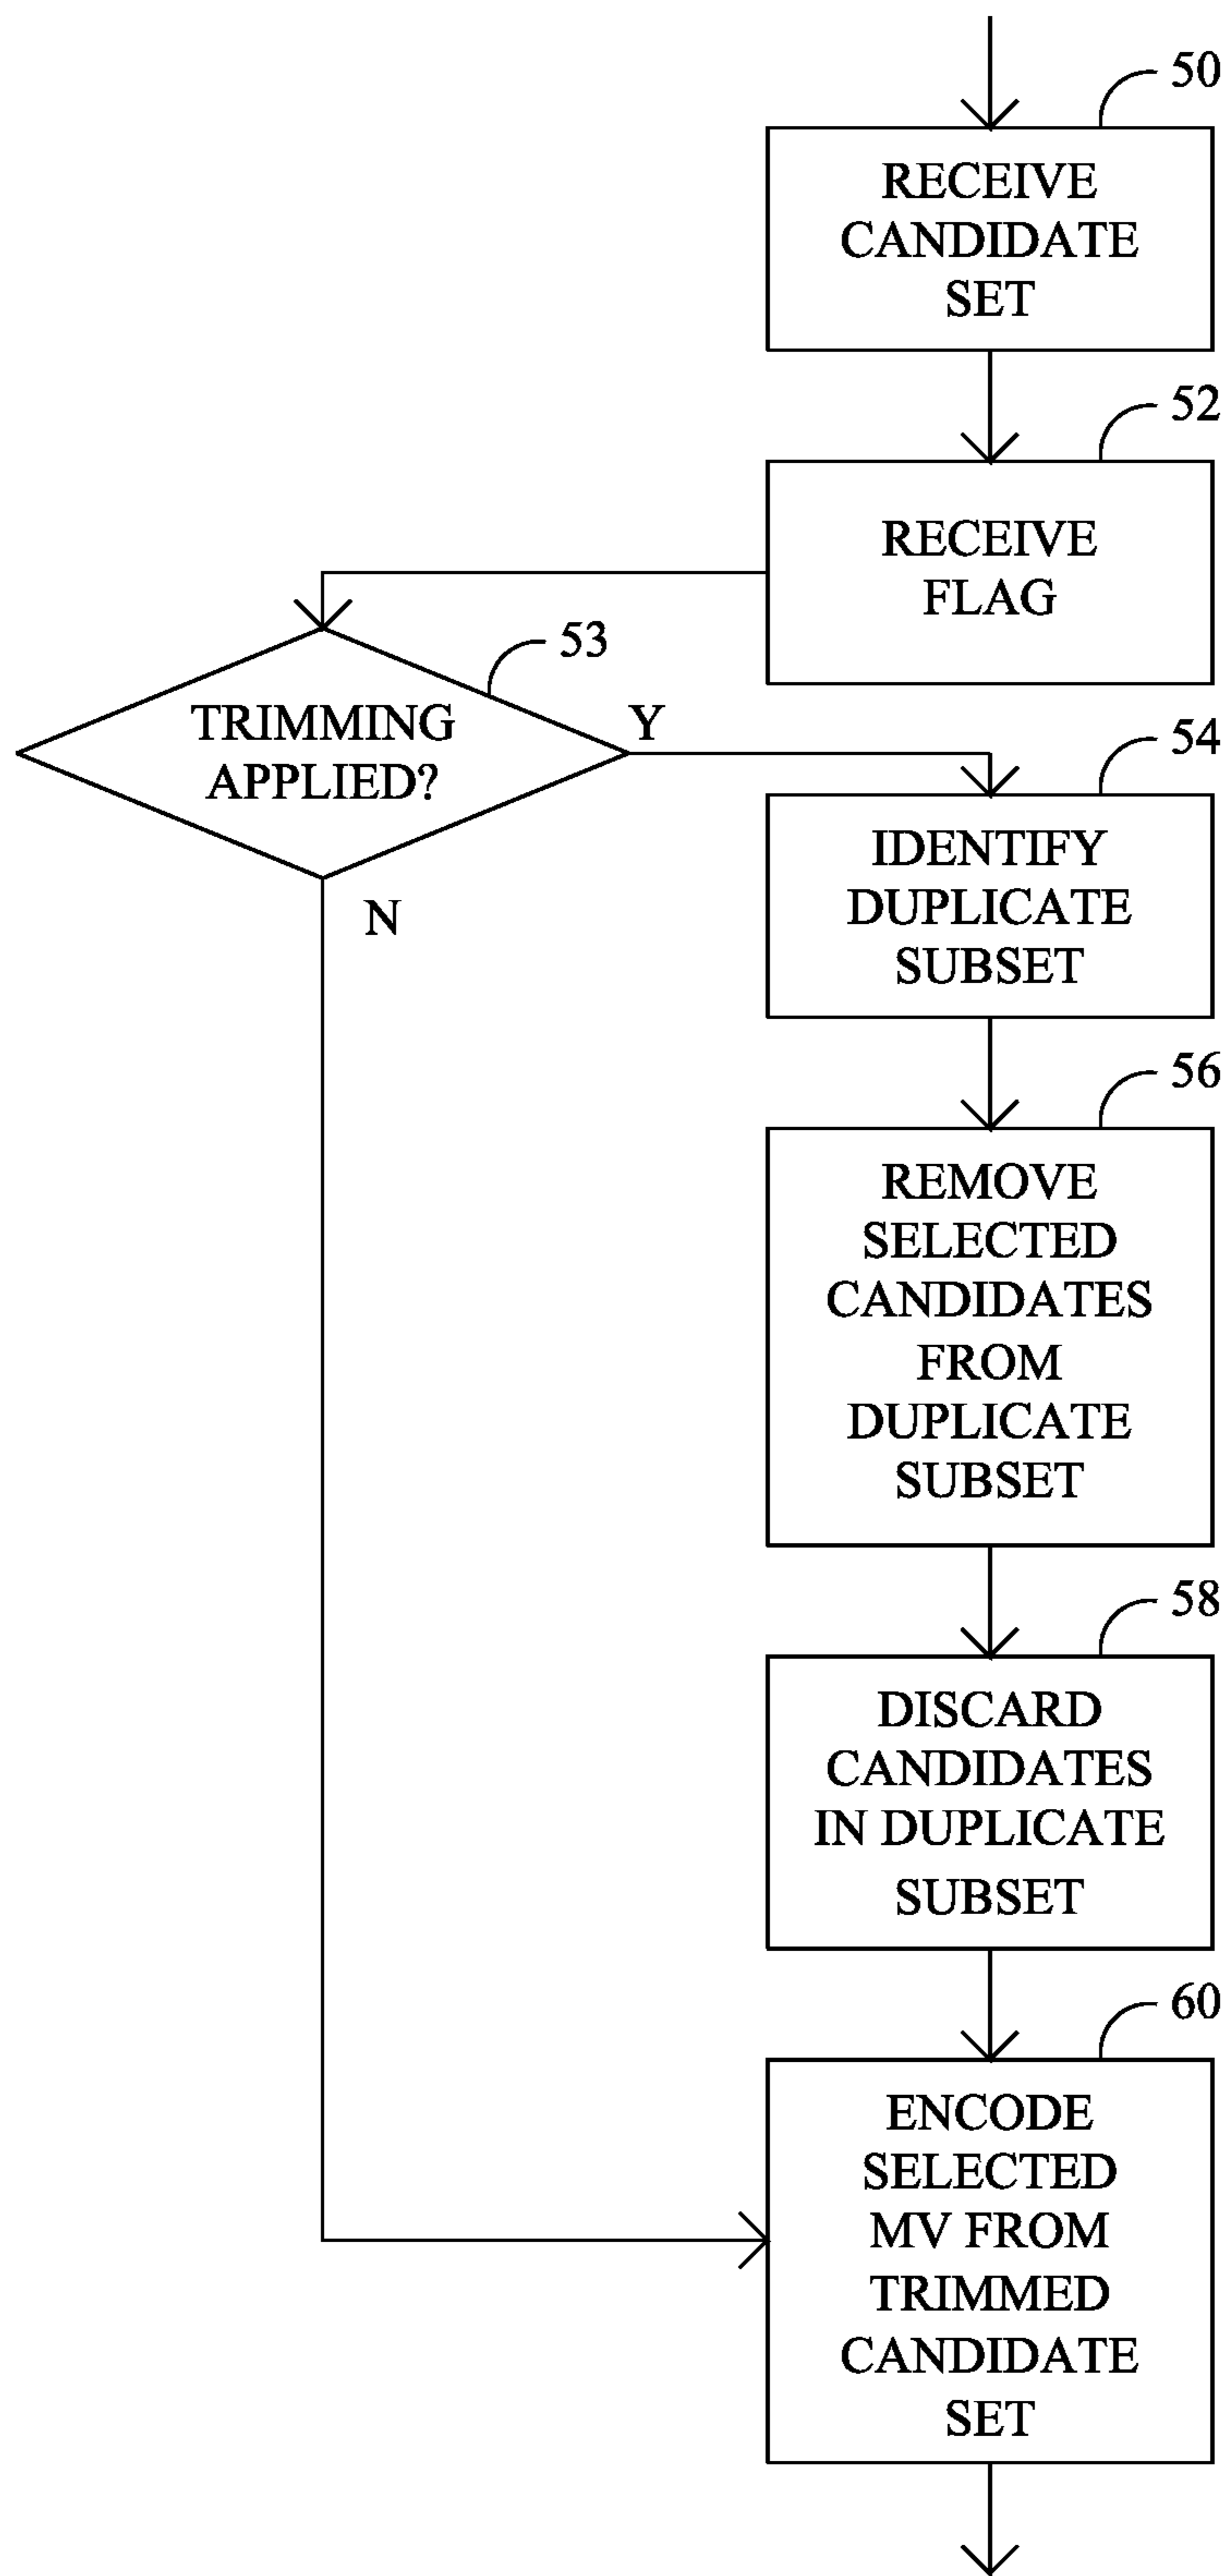 50
RECEIVE
CANDIDATE
SET
52
RECEIVE
FLAG
53
TRIMMING
APPLIED?
Y
N
54
IDENTIFY
DUPLICATE
SUBSET
56
REMOVE
SELECTED
CANDIDATES
FROM
DUPLICATE
SUBSET
58
DISCARD
CANDIDATES
IN DUPLICATE
SUBSET
60
ENCODE
SELECTED
MV FROM
TRIMMED
CANDIDATE
SET